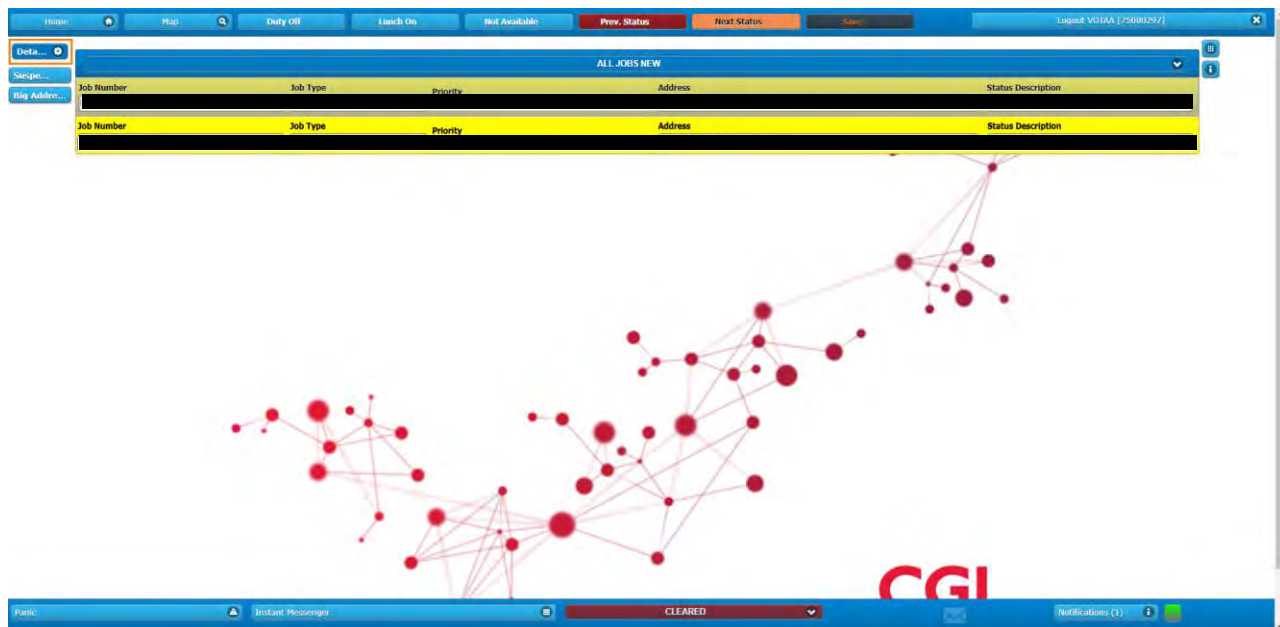 Home Map Duty Off Lunch On Not Available Prev. Status Next Status Save Logout VOTAA [75000297]
Deta...
ALL JOBS NEW
Suspe...
Big Addre...
Job Number Job Type Priority Address Status Description
Job Number Job Type Priority Address Status Description
CGI
Panic Instant Messenger CLEARED Notifications (1)